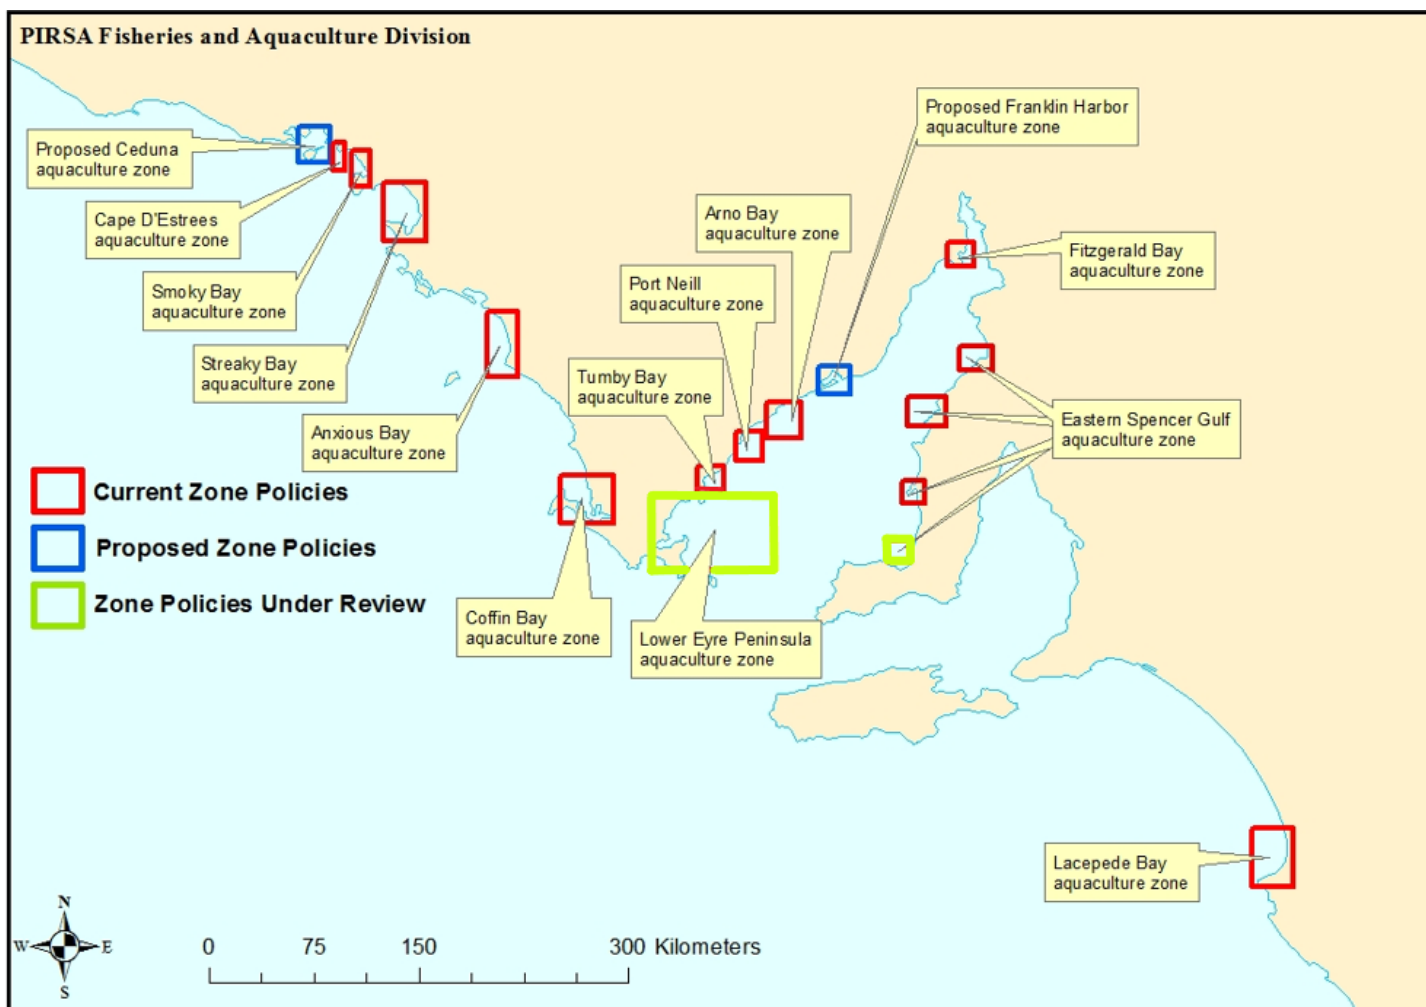 PIRSA Fisheries and Aquaculture Division
Proposed Franklin Harbor
aquaculture zone
Proposed Ceduna
aquaculture zone
Cape D'Estrees
aquaculture zone
Arno Bay
aquaculture zone
Fitzgerald Bay
aquaculture zone
Smoky Bay
aquaculture zone
Port Neill
aquaculture zone
Streaky Bay
aquaculture zone
Tumby Bay
aquaculture zone
Anxious Bay
aquaculture zone
Eastern Spencer Gulf
aquaculture zone
Current Zone Policies
Proposed Zone Policies
Zone Policies Under Review
Coffin Bay
aquaculture zone
Lower Eyre Peninsula
aquaculture zone
Lacepede Bay
aquaculture zone
N
W E
S
0 75 150 300 Kilometers